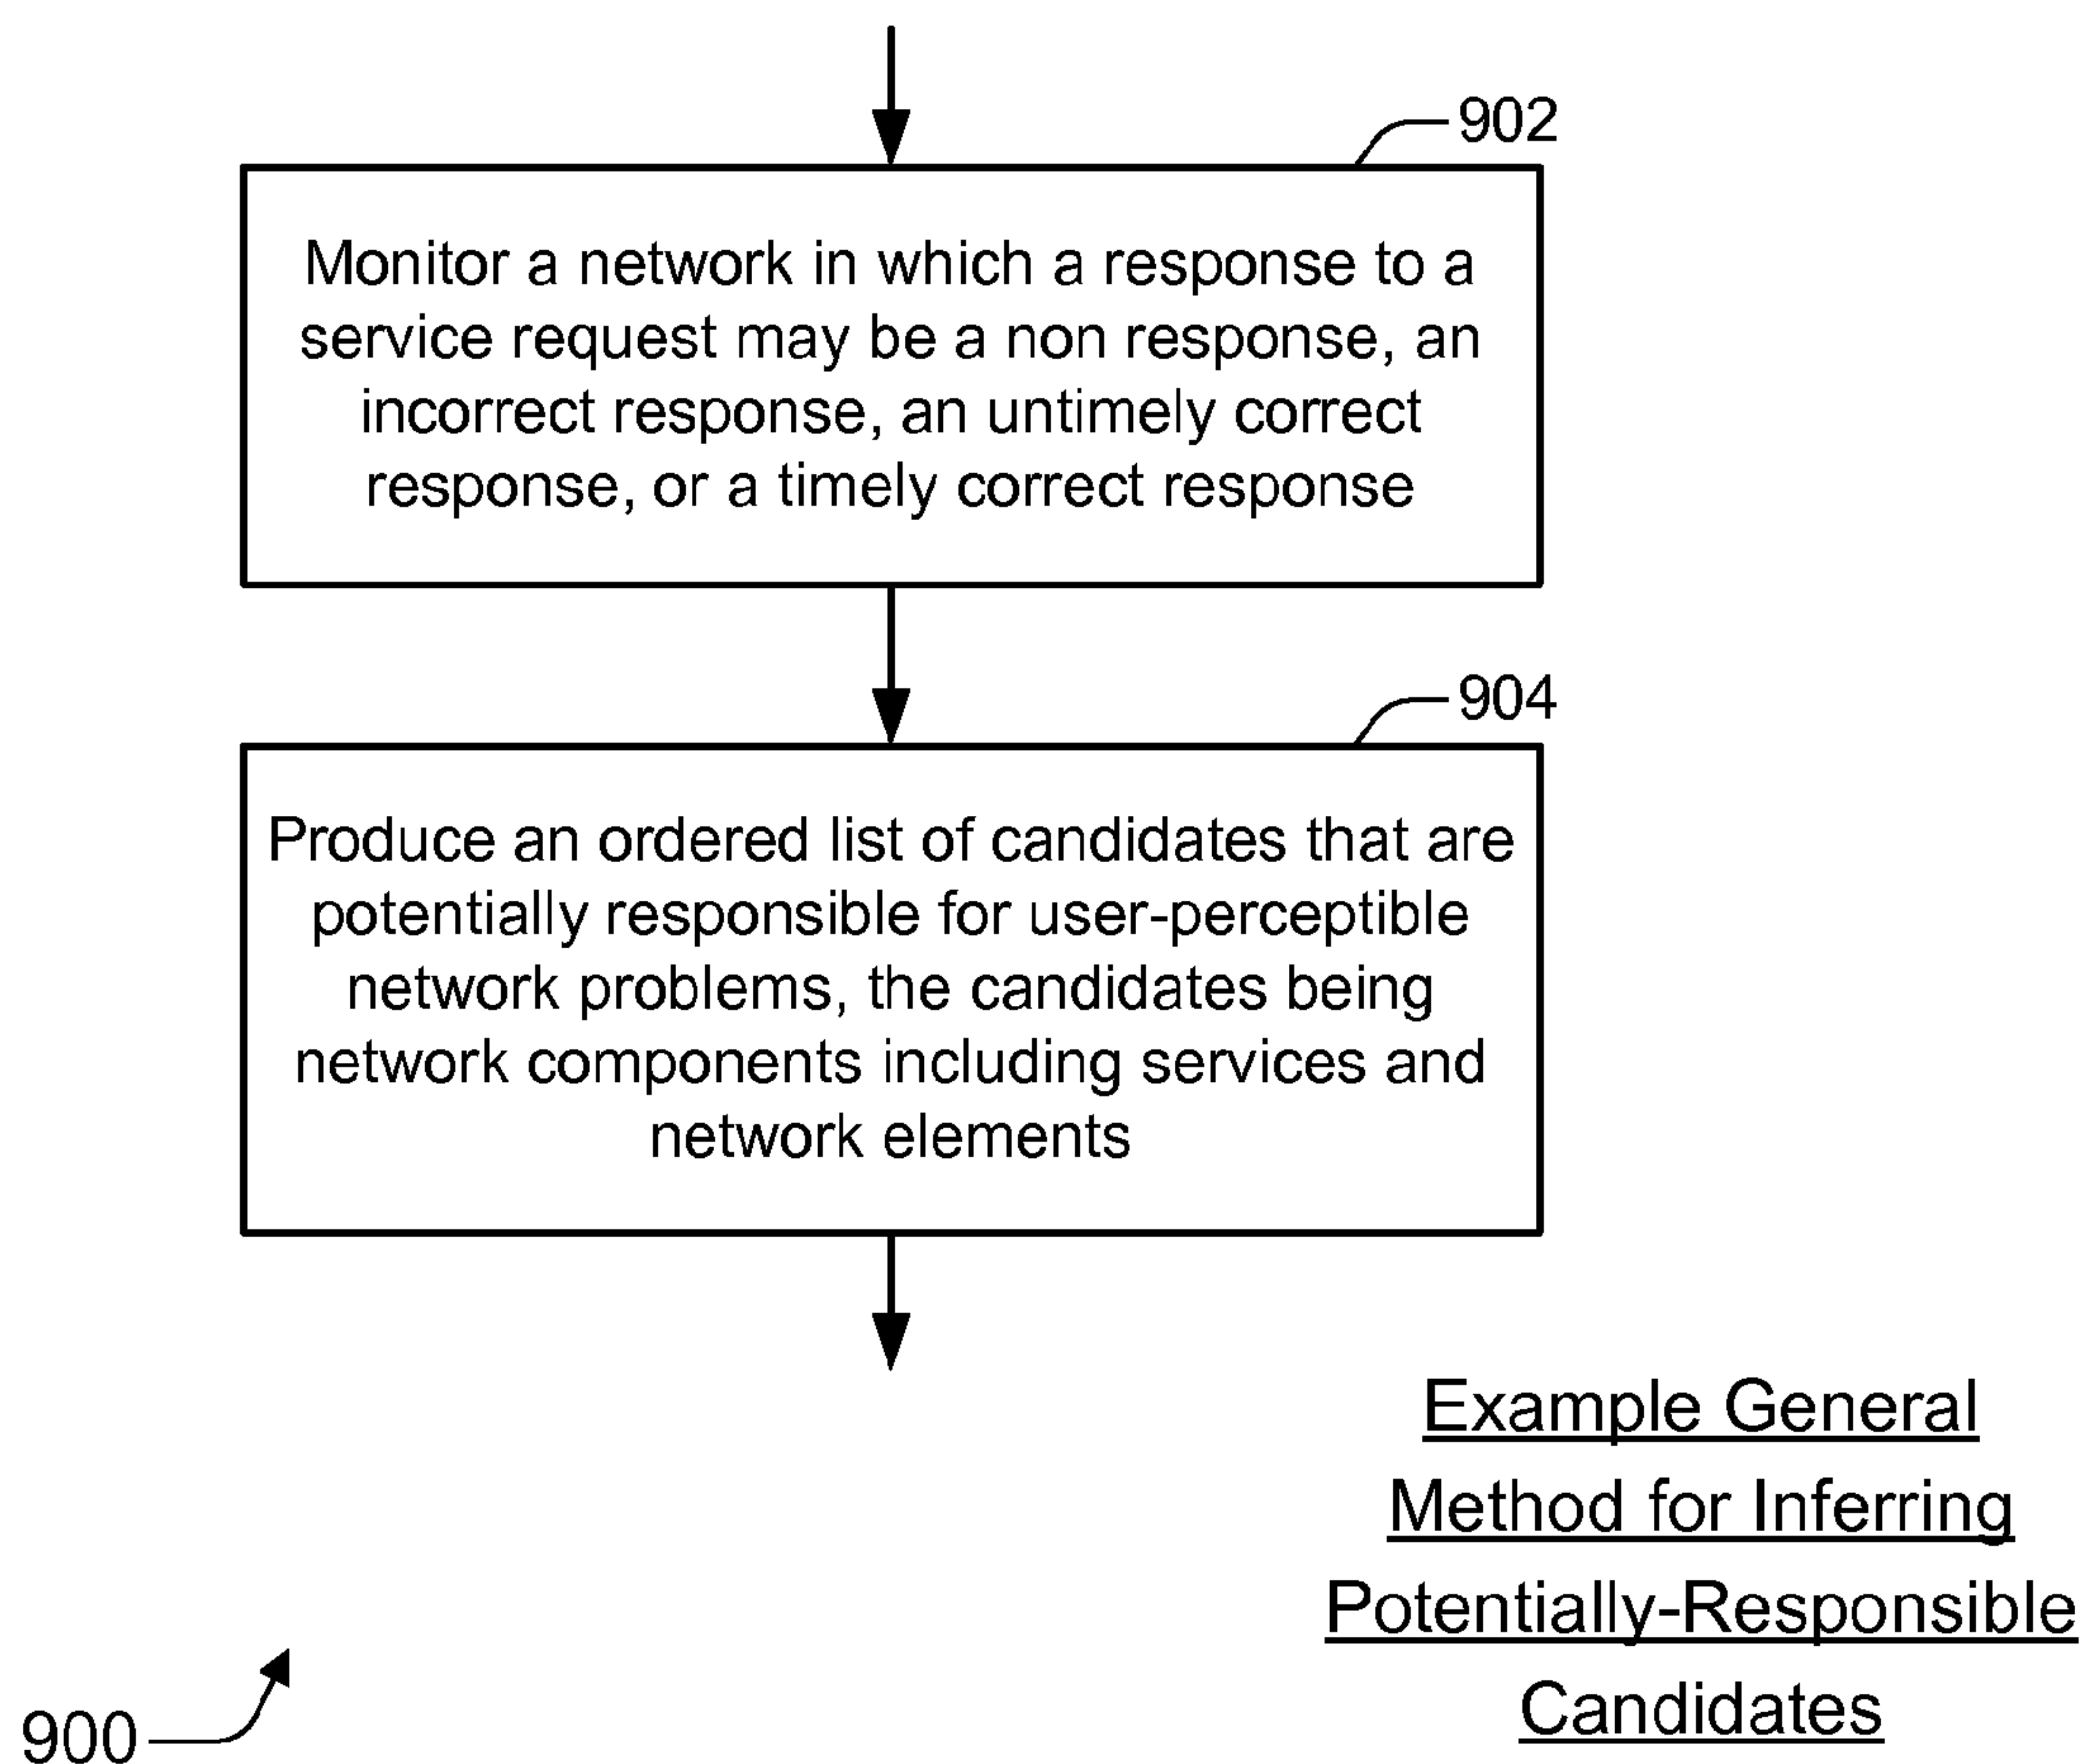 902
Monitor a network in which a response to a
service request may be a non response, an
incorrect response, an untimely correct
response, or a timely correct response
904
Produce an ordered list of candidates that are
potentially responsible for user-perceptible
network problems, the candidates being
network components including services and
network elements
Example General
Method for Inferring
Potentially-Responsible
Candidates
900